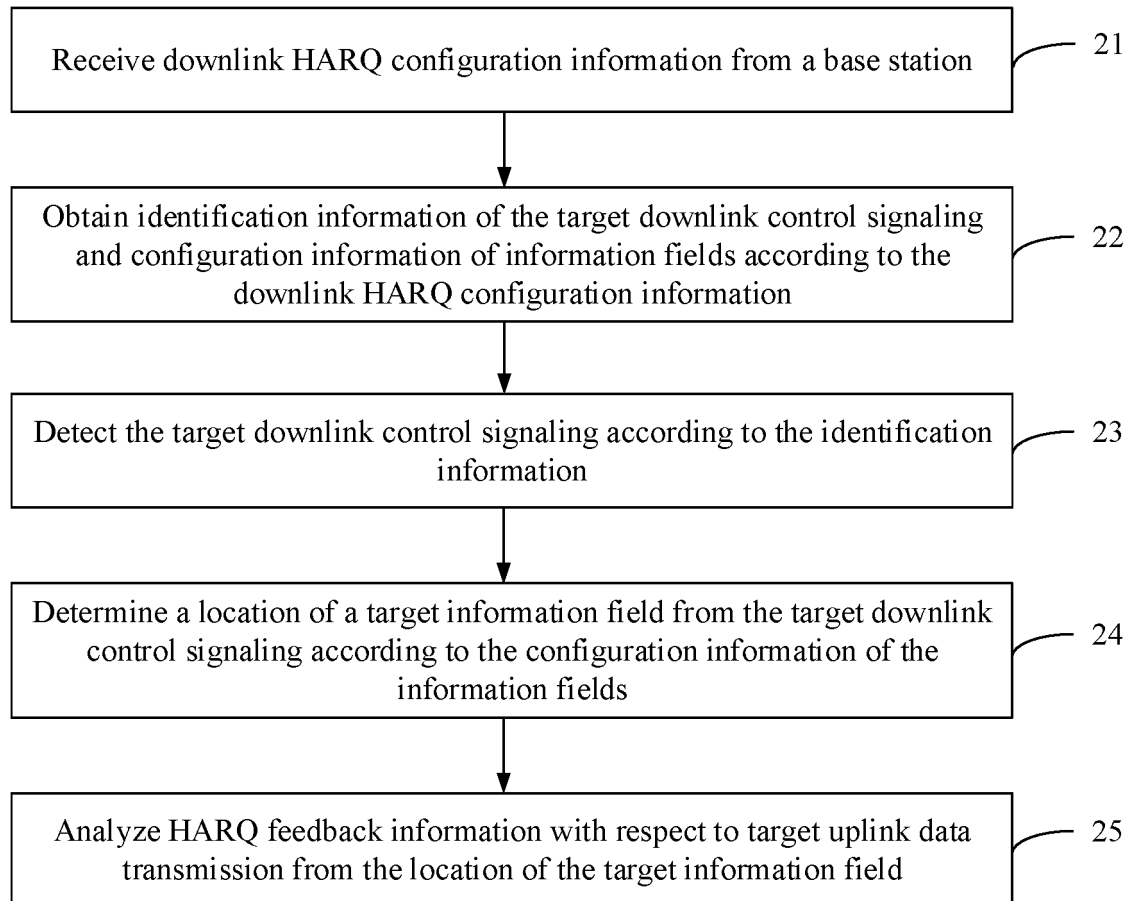 Receive downlink HARQ configuration information from a base station
21
Obtain identification information of the target downlink control signaling
and configuration information of information fields according to the
downlink HARQ configuration information
22
Detect the target downlink control signaling according to the identification
information
23
Determine a location of a target information field from the target downlink
control signaling according to the configuration information of the
information fields
24
Analyze HARQ feedback information with respect to target uplink data
transmission from the location of the target information field
25